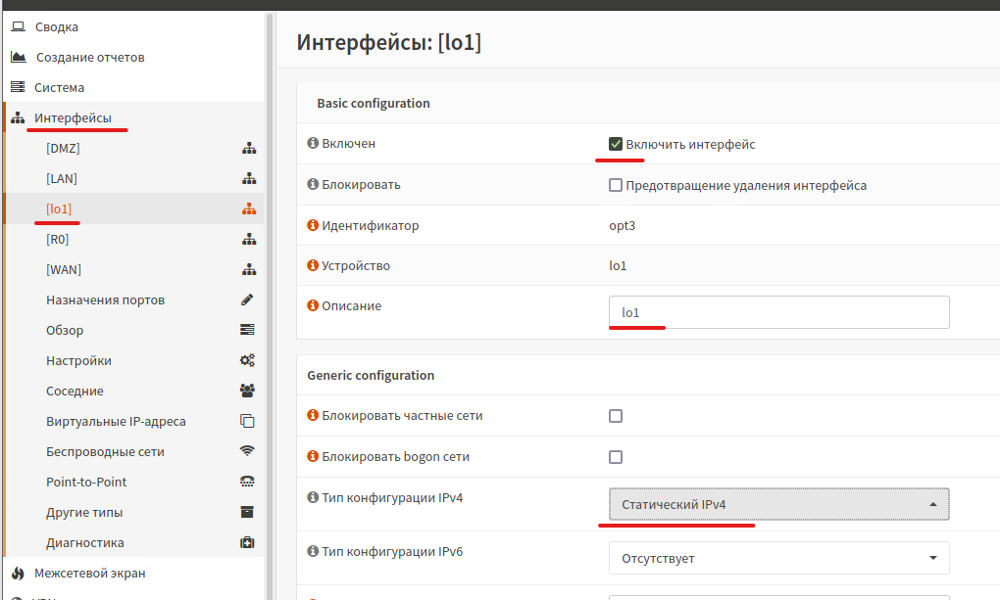 Сводка
Создание отчетов
Система
Интерфейсы
[DMZ]
[LAN]
[lo1]
[R0]
[WAN]
Назначения портов
Обзор
Настройки
Соседние
Виртуальные IP-адреса
Беспроводные сети
Point-to-Point
Другие типы
Диагностика
Межсетевой экран
Интерфейсы: [lo1]
Basic configuration
Включен
Включить интерфейс
Блокировать
Предотвращение удаления интерфейса
Идентификатор
opt3
Устройство
lo1
Описание
lo1
Generic configuration
Блокировать частные сети
Блокировать bogon сети
Тип конфигурации IPv4
Статический IPv4
Тип конфигурации IPv6
Отсутствует